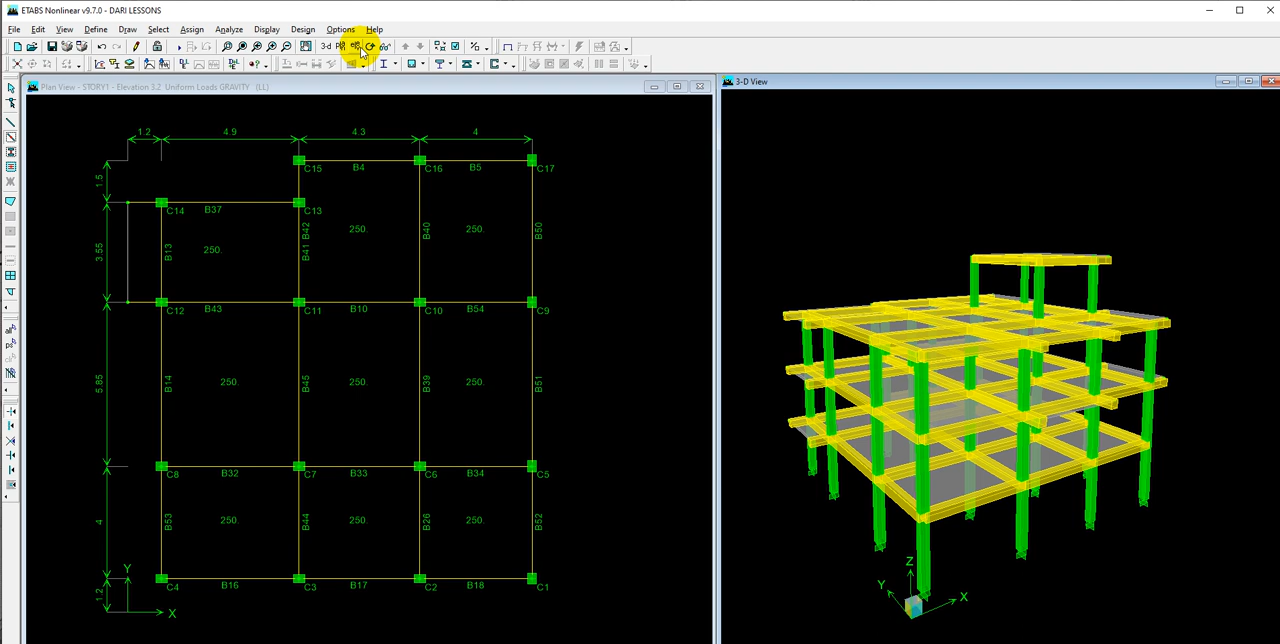 ETABS Nonlinear v9.7.0 - DARI LESSONS
File Edit View Define Draw Select Assign Analyze Display Design Options Help
3-d
Plan View - STORY1 - Elevation 3.2 Uniform Loads GRAVITY (LL)
3-D View
1.2 4.9 4.3 4
C15 B4 C16 B5 C17
1.5
C14 B37 C13
B42
B40
B50
250. 250.
3.55
B13
250.
B41
C12 B43 C11 B10 C10 B54 C9
5.85
B14
250.
B45
250.
B39
250.
B51
C8 B32 C7 B33 C6 B34 C5
4
B53
250.
B44
250.
B26
250.
B52
C4 B16 C3 B17 C2 B18 C1
1.2
Y
X
Z
Y
X